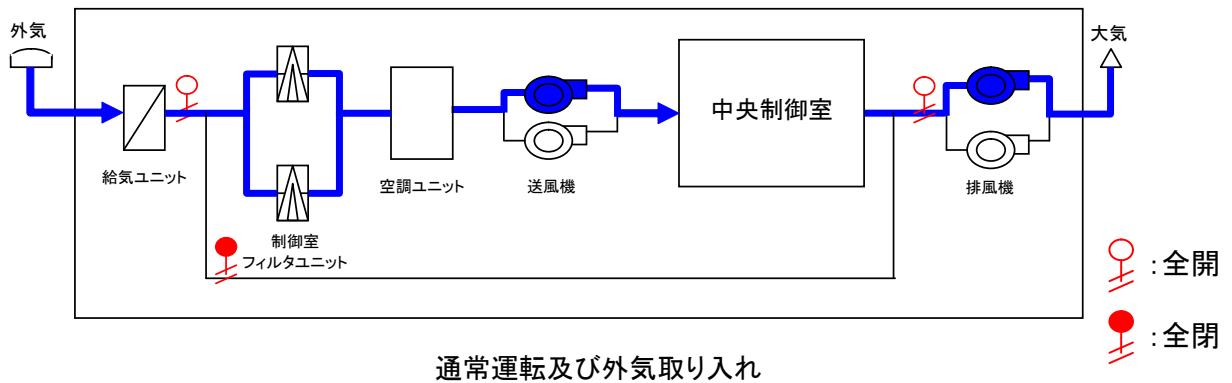 外気
大気
中央制御室
給気ユニット
空調ユニット
送風機
排風機
制御室
フィルタユニット
:全開
:全閉
通常運転及び外気取り入れ